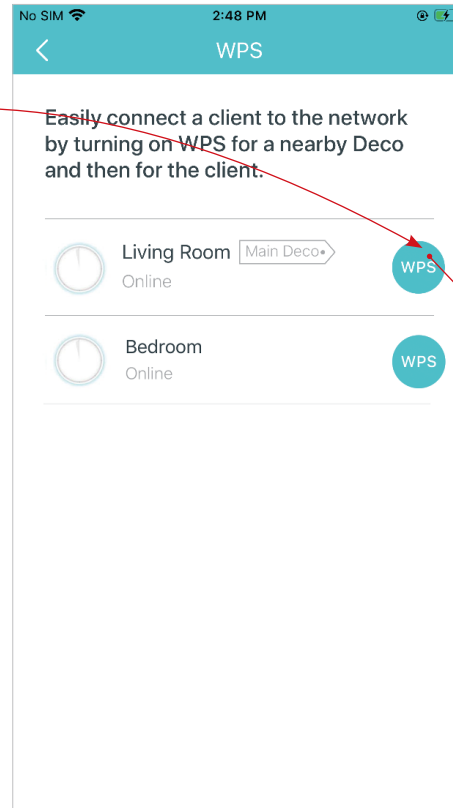 No SIM 2:48 PM
WPS
Easily connect a client to the network
by turning on WPS for a nearby Deco
and then for the client.
Living Room Main Deco
WPS
Online
Bedroom
WPS
Online